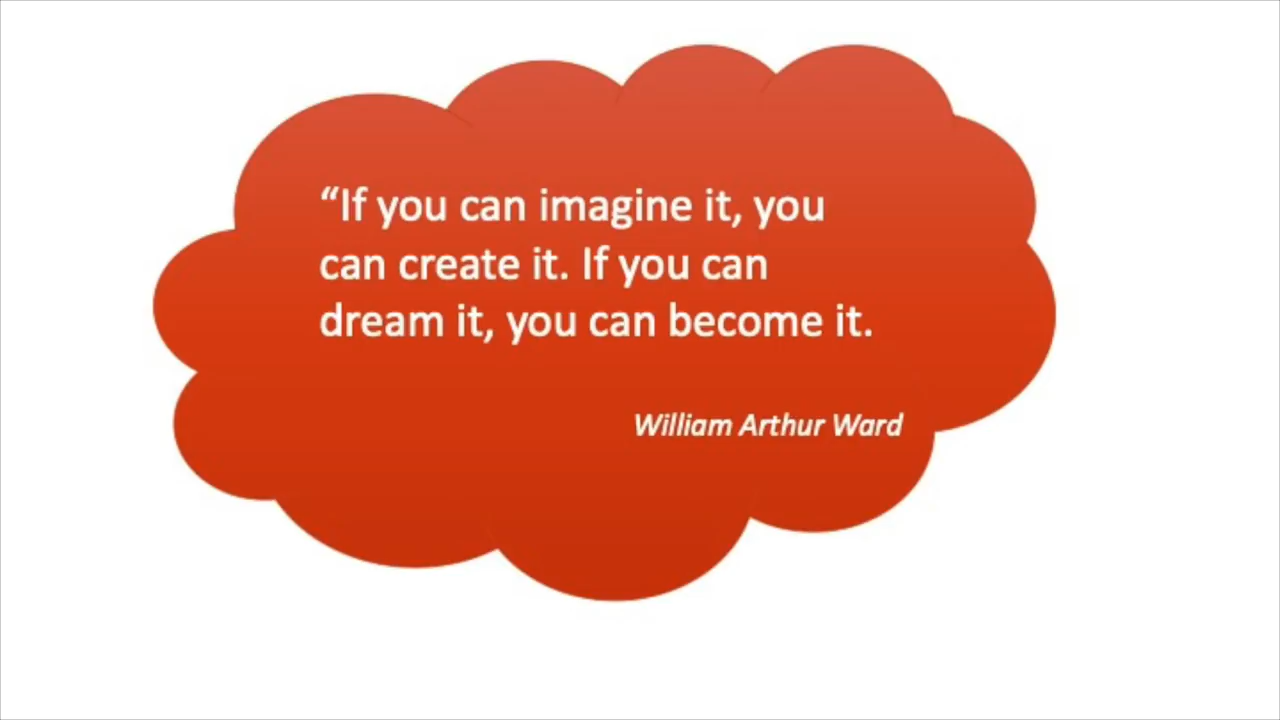 “If you can imagine it, you
can create it. If you can
dream it, you can become it.
William Arthur Ward